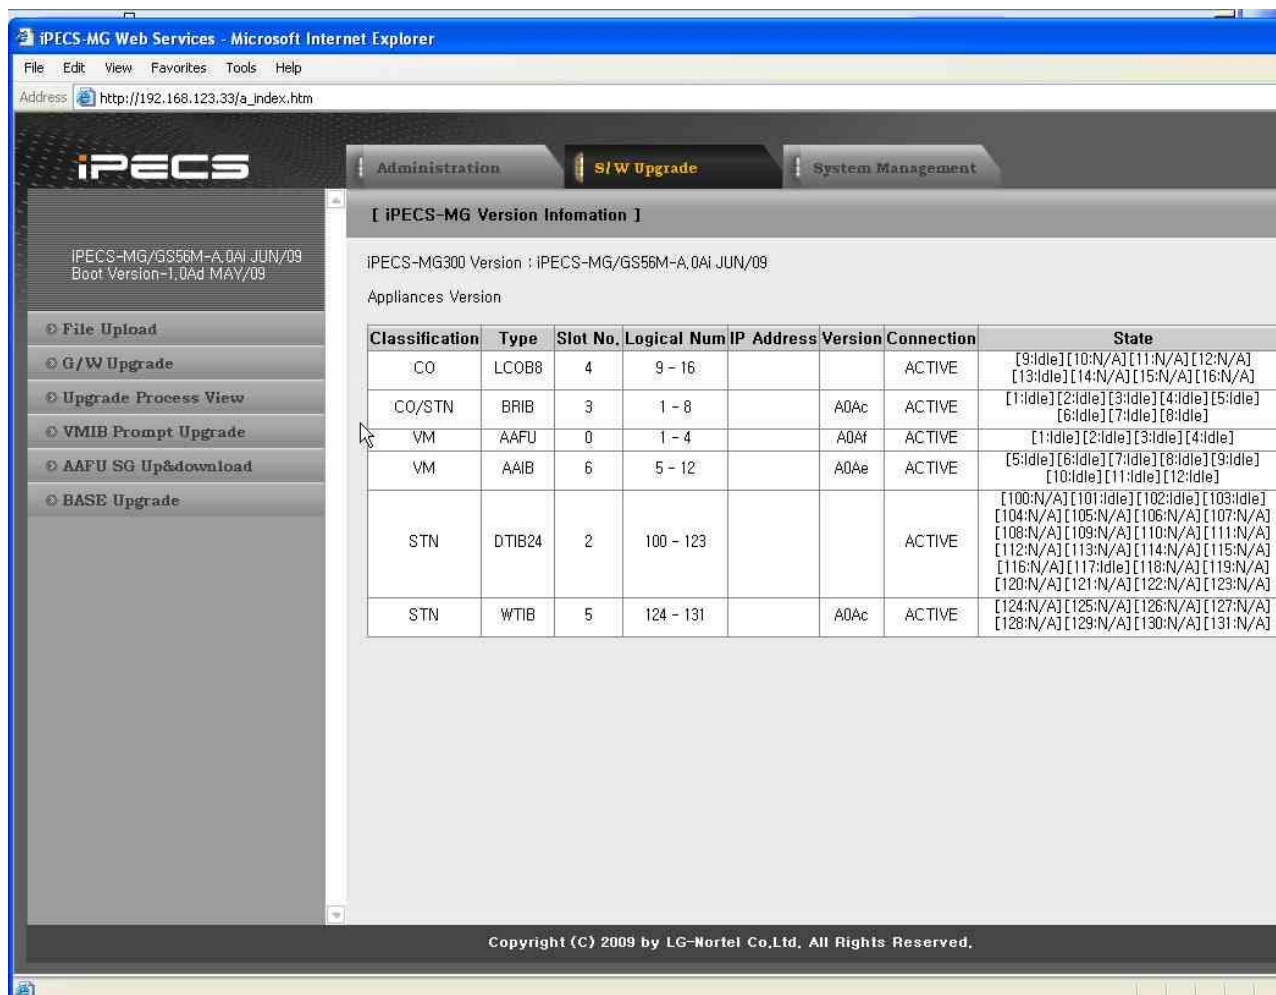 iPECS-MG Web Services - Microsoft Internet Explorer
File Edit View Favorites Tools Help
Address http://192.168.123.33/a_index.htm
iPECS
Administration S/W Upgrade System Management
[ iPECS-MG Version Infomation ]
iPECS-MG/GS56M-A.0Ai JUN/09
Boot Version-1.0Ad MAY/09
File Upload
G/W Upgrade
Upgrade Process View
VMIB Prompt Upgrade
AAFU SG Up&download
BASE Upgrade
iPECS-MG300 Version : iPECS-MG/GS56M-A.0Ai JUN/09
Appliances Version
Classification Type Slot No. Logical Num IP Address Version Connection State
CO LCOB8 4 9 - 16 ACTIVE [9:Idle][10:N/A][11:N/A][12:N/A]
[13:Idle][14:N/A][15:N/A][16:N/A]
CO/STN BRIB 3 1 - 8 A0Ac ACTIVE [1:Idle][2:Idle][3:Idle][4:Idle][5:Idle]
[6:Idle][7:Idle][8:Idle]
VM AAFU 0 1 - 4 A0Af ACTIVE [1:Idle][2:Idle][3:Idle][4:Idle]
VM AAIB 6 5 - 12 A0Ae ACTIVE [5:Idle][6:Idle][7:Idle][8:Idle][9:Idle]
[10:Idle][11:Idle][12:Idle]
STN DTIB24 2 100 - 123 ACTIVE [100:N/A][101:Idle][102:Idle][103:Idle]
[104:N/A][105:N/A][106:N/A][107:N/A]
[108:N/A][109:N/A][110:N/A][111:N/A]
[112:N/A][113:N/A][114:N/A][115:N/A]
[116:N/A][117:Idle][118:N/A][119:N/A]
[120:N/A][121:N/A][122:N/A][123:N/A]
STN WTIB 5 124 - 131 A0Ac ACTIVE [124:N/A][125:N/A][126:N/A][127:N/A]
[128:N/A][129:N/A][130:N/A][131:N/A]
Copyright (C) 2009 by LG-Nortel Co,Ltd. All Rights Reserved.